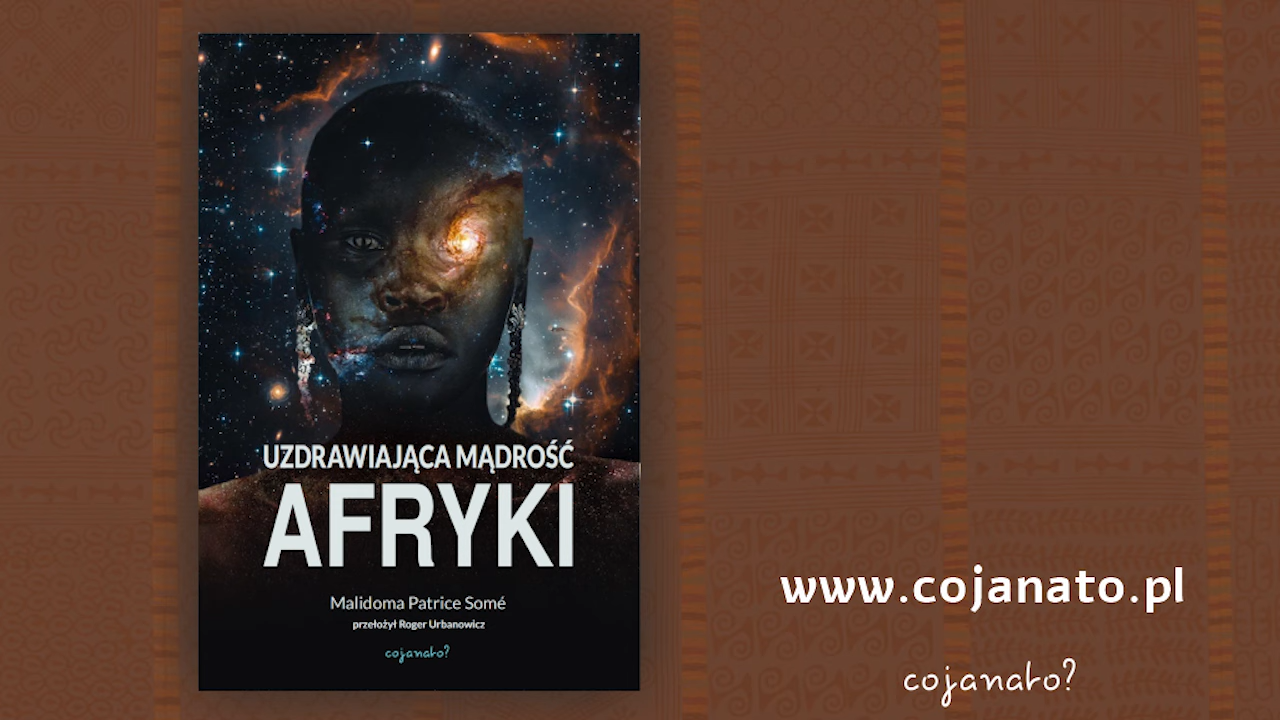 UZDRAWIAJĄCA MĄDROŚĆ
AFRYKI
Malidoma Patrice Somé
przełożył Roger Urbanowicz
cojanato?
www.cojanato.pl
cojanato?